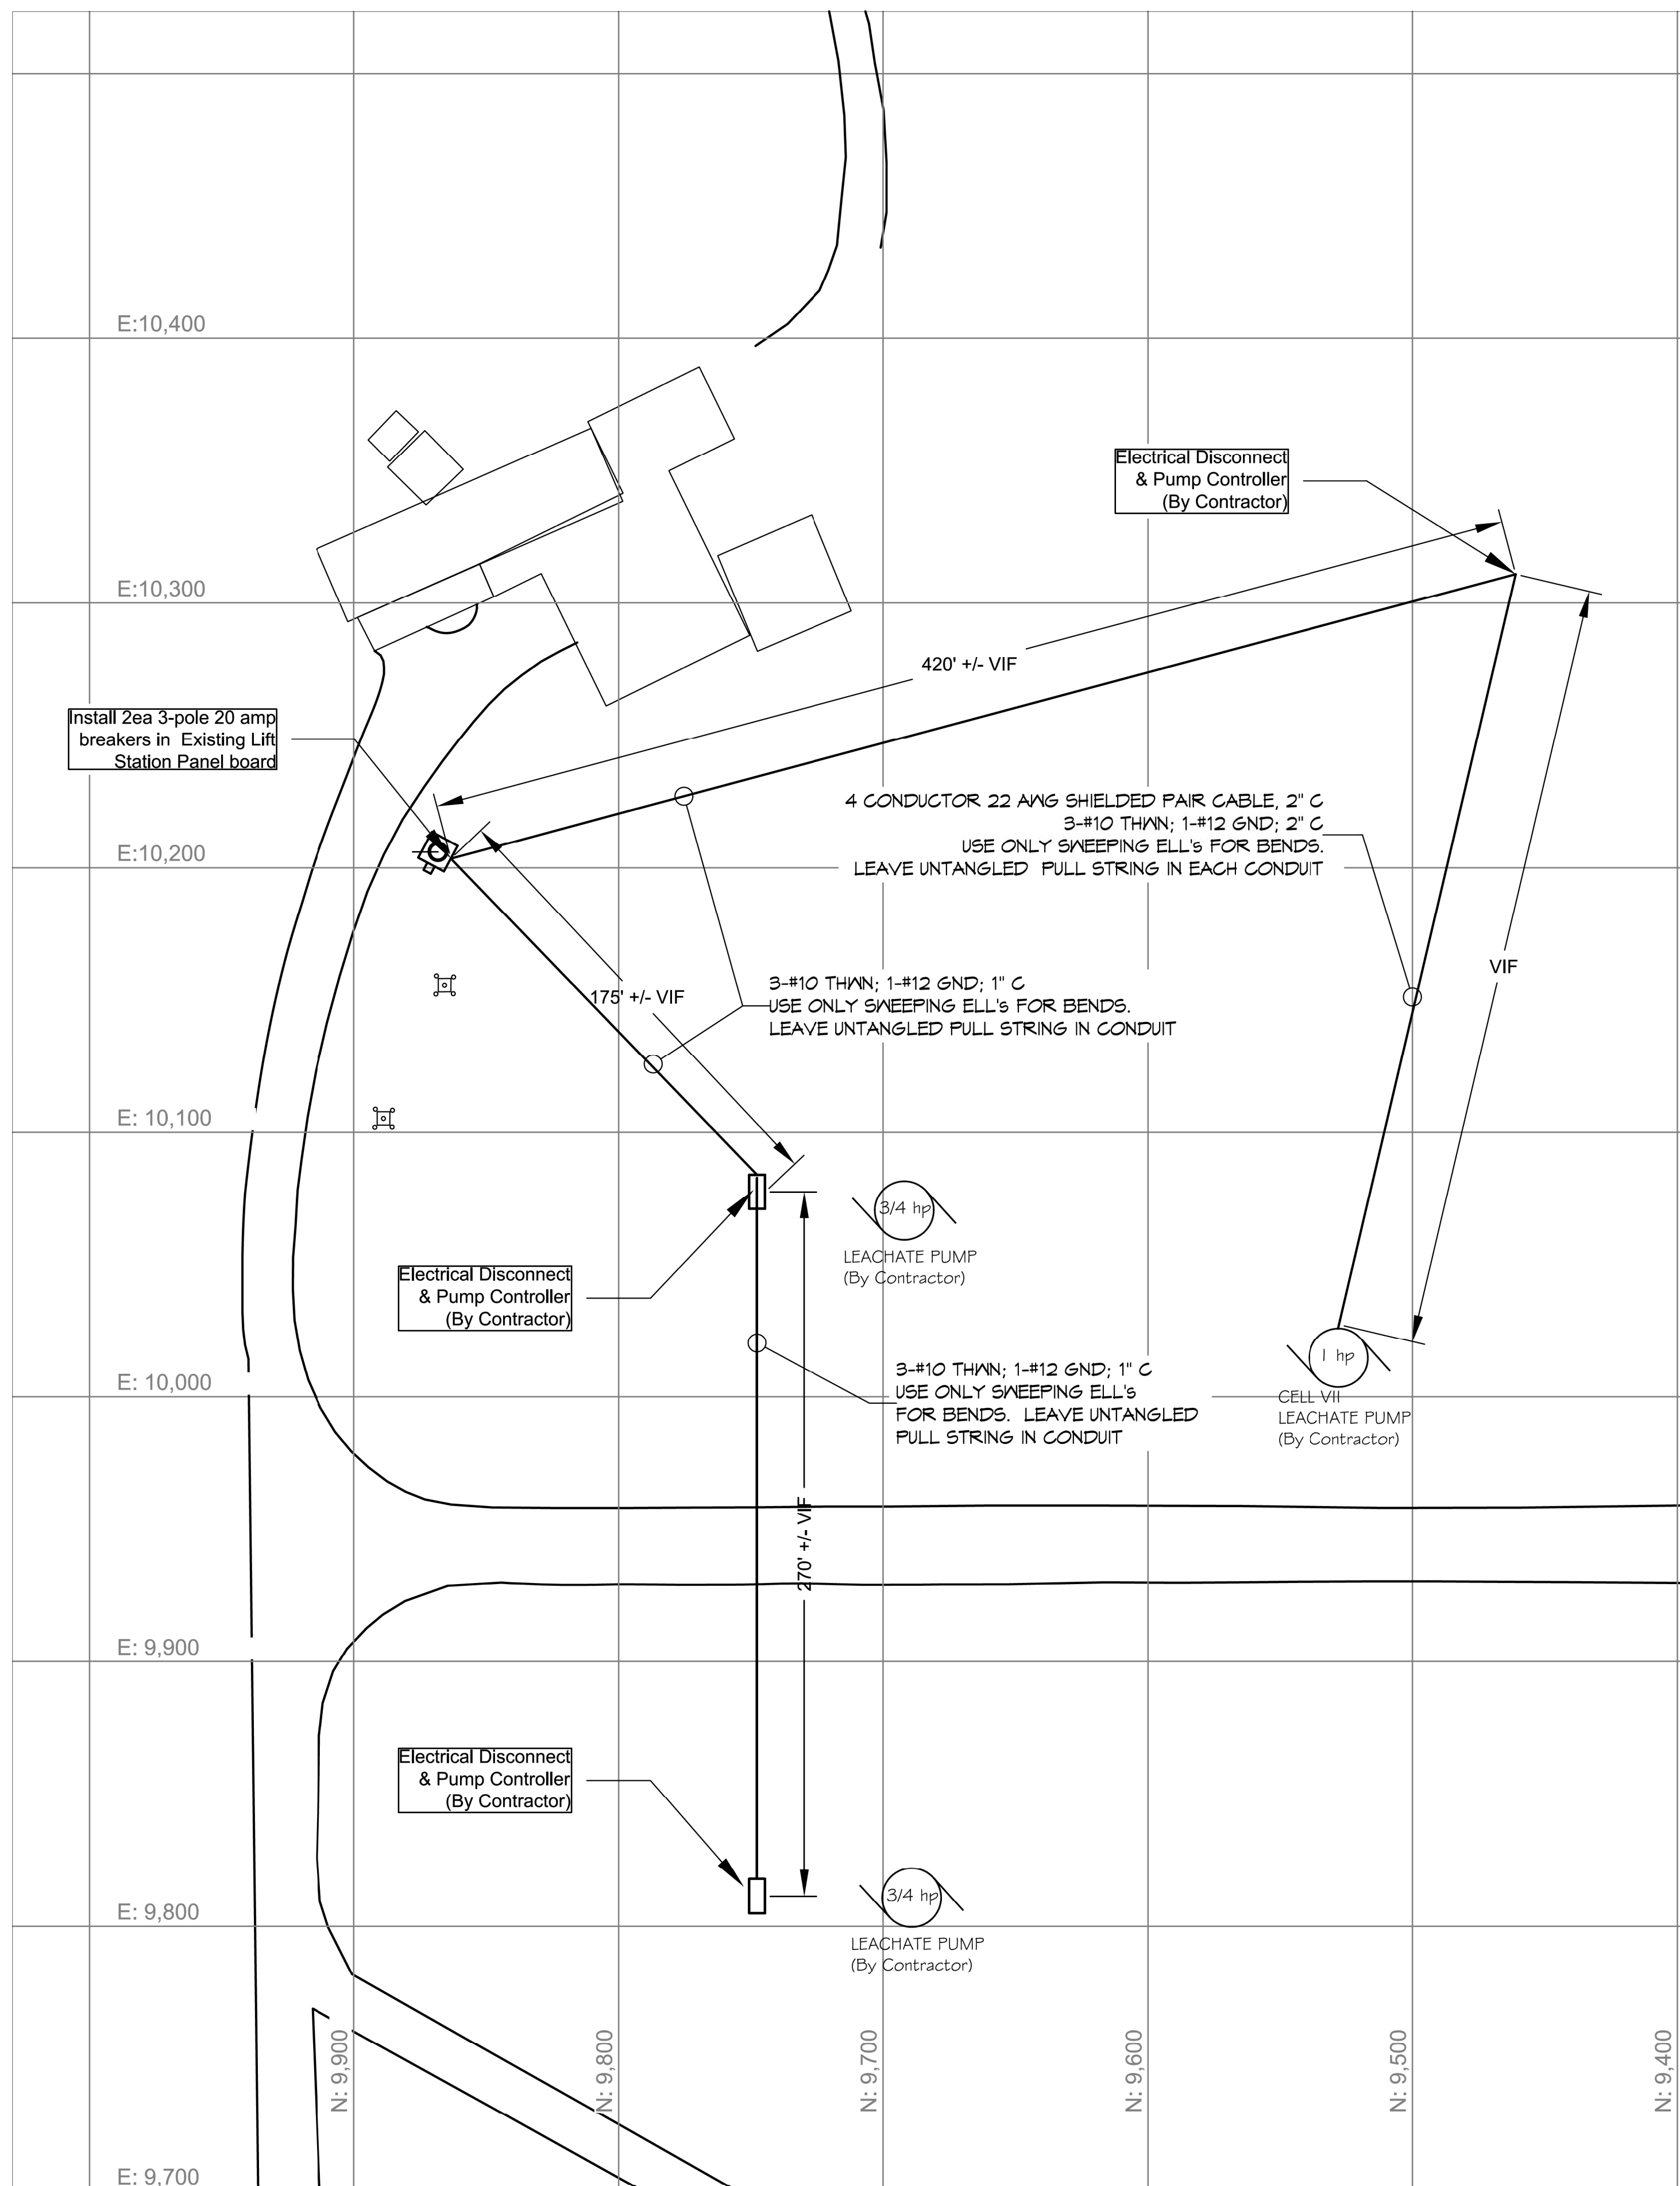 E:10,400
Electrical Disconnect
& Pump Controller
(By Contractor)
E:10,300
420' +/- VIF
Install 2ea 3-pole 20 amp
breakers in Existing Lift
Station Panel board
4 CONDUCTOR 22 AWG SHIELDED PAIR CABLE, 2" C
3-#10 THWN; 1-#12 GND; 2" C
USE ONLY SWEEPING ELL's FOR BENDS.
LEAVE UNTANGLED PULL STRING IN EACH CONDUIT
E:10,200
VIF
175' +/- VIF
3-#10 THWN; 1-#12 GND; 1" C
USE ONLY SWEEPING ELL's FOR BENDS.
LEAVE UNTANGLED PULL STRING IN CONDUIT
E: 10,100
3/4 hp
LEACHATE PUMP
(By Contractor)
Electrical Disconnect
& Pump Controller
(By Contractor)
1 hp
CELL VII
LEACHATE PUMP
(By Contractor)
E: 10,000
3-#10 THWN; 1-#12 GND; 1" C
USE ONLY SWEEPING ELL's
FOR BENDS. LEAVE UNTANGLED
PULL STRING IN CONDUIT
270' +/- VIF
E: 9,900
Electrical Disconnect
& Pump Controller
(By Contractor)
3/4 hp
LEACHATE PUMP
(By Contractor)
E: 9,800
N: 9,900
N: 9,800
N: 9,700
N: 9,600
N: 9,500
N: 9,400
E: 9,700